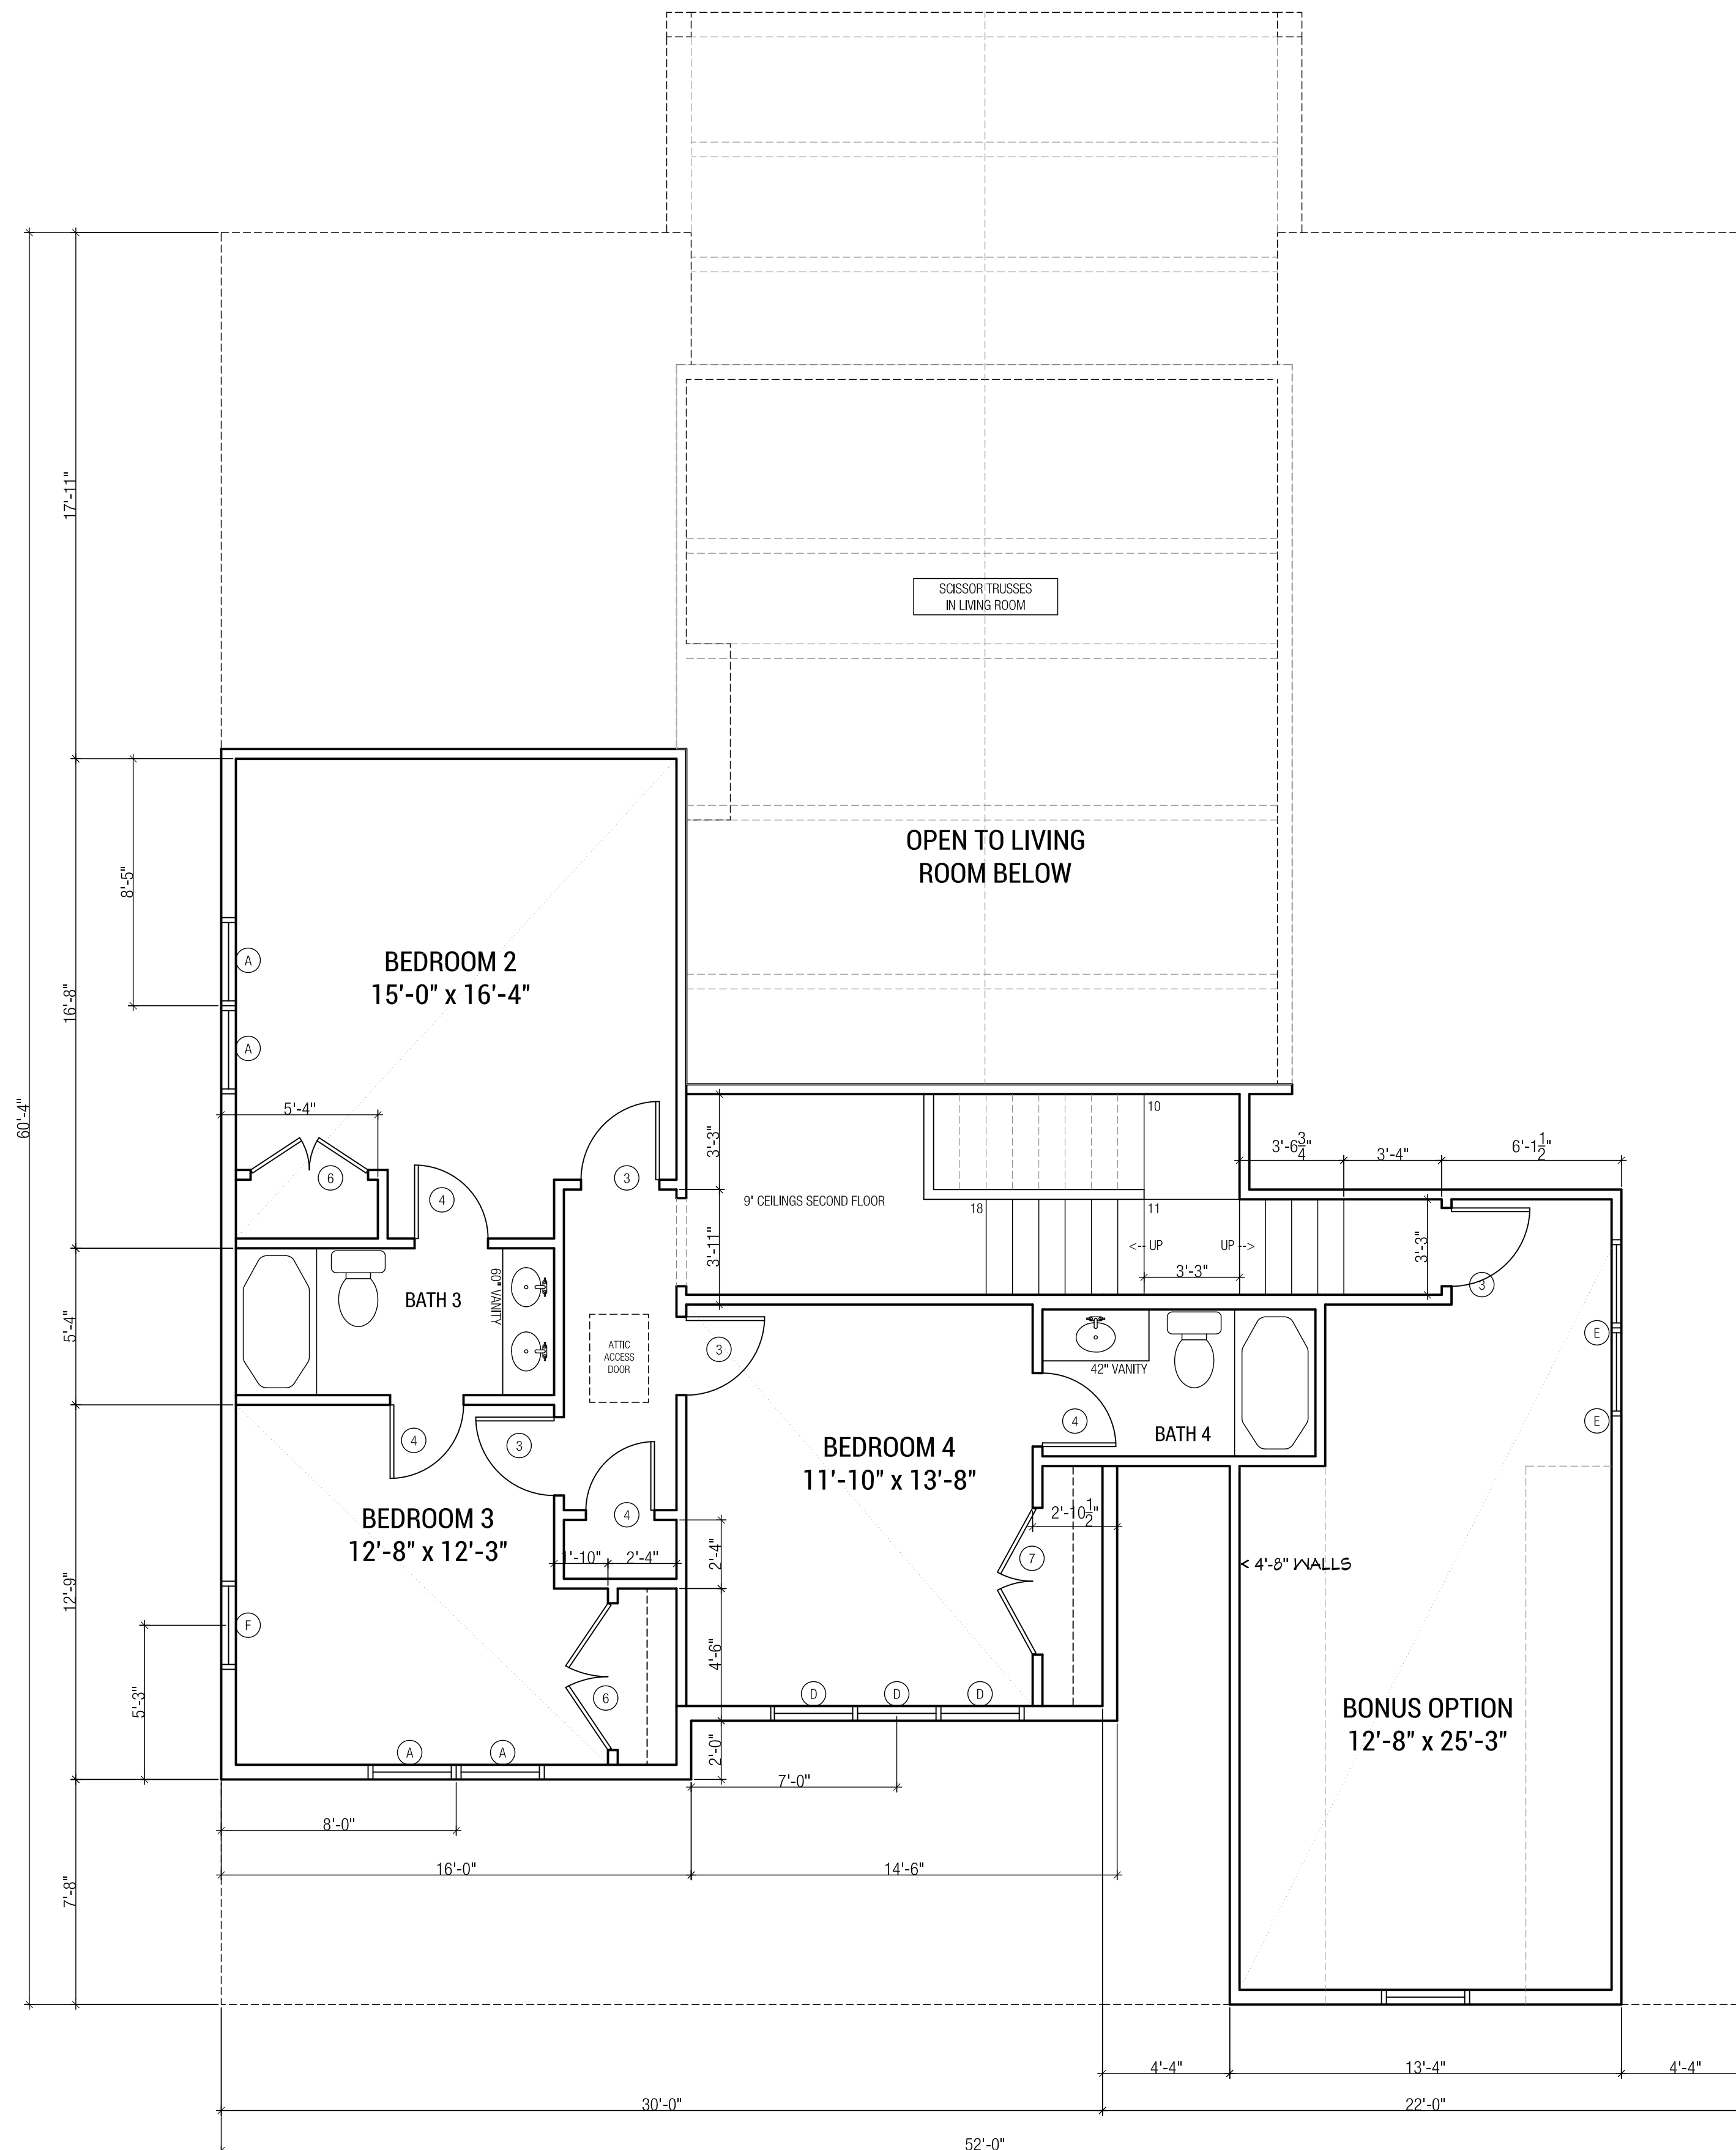 SCISSOR TRUSSES
IN LIVING ROOM
17'-11"
OPEN TO LIVING
ROOM BELOW
8'-5"
A
BEDROOM 2
15'-0" x 16'-4"
16'-8"
A
60'-4"
5'-4"
10
3'-3"
3'-6 3/4"
3'-4"
6'-1 1/2"
6
3
4
9' CEILINGS SECOND FLOOR
18
11
3'-11"
<-- UP
UP -->
3'-3"
3'-3"
3
BATH 3
60" VANITY
5'-4"
ATTIC
ACCESS
DOOR
3
42" VANITY
E
E
4
3
4
BATH 4
BEDROOM 4
11'-10" x 13'-8"
BEDROOM 3
12'-8" x 12'-3"
4
2'-10 1/2"
1'-10"
2'-4"
2'-4"
7
< 4'-8" WALLS
12'-9"
F
4'-6"
5'-3"
6
D
D
D
BONUS OPTION
12'-8" x 25'-3"
A
A
2'-0"
7'-0"
8'-0"
16'-0"
14'-6"
7'-8"
4'-4"
13'-4"
4'-4"
30'-0"
22'-0"
52'-0"